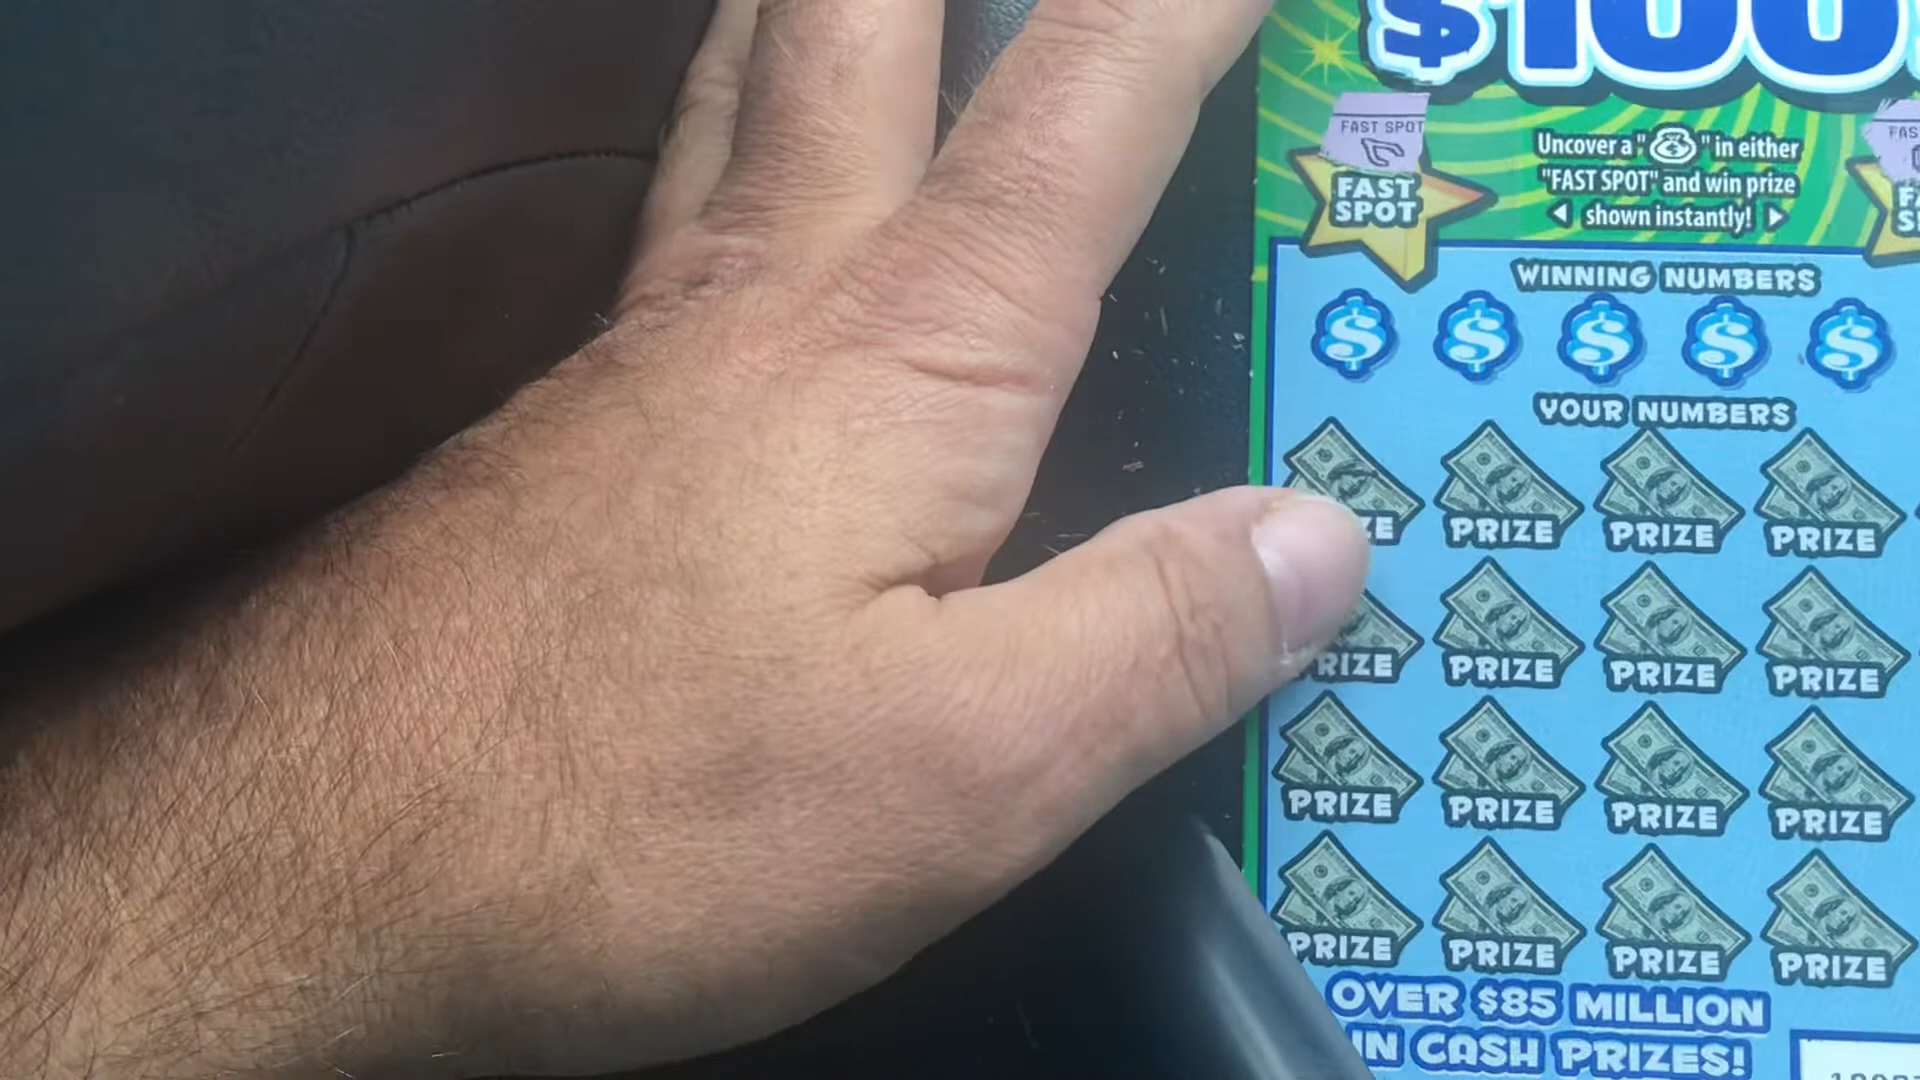 $100
FAST SPOT
FAST
SPOT
Uncover a " " in either
"FAST SPOT" and win prize
shown instantly!
WINNING NUMBERS
$ $ $ $ $
YOUR NUMBERS
PRIZE PRIZE PRIZE
PRIZE PRIZE PRIZE
PRIZE PRIZE PRIZE PRIZE
PRIZE PRIZE PRIZE PRIZE
OVER $85 MILLION
IN CASH PRIZES!